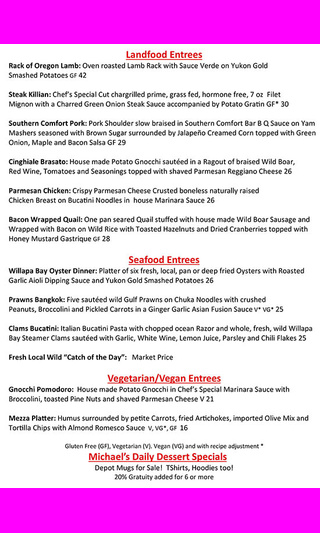 Landfood Entrees
Rack of Oregon Lamb: Oven roasted Lamb Rack with Sauce Verde on Yukon Gold
Smashed Potatoes GF 42
Steak Killian: Chef's Special Cut chargrilled prime, grass fed, hormone free, 7 oz Filet
Mignon with a Charred Green Onion Steak Sauce accompanied by Potato Gratin GF* 30
Southern Comfort Pork: Pork Shoulder slow braised in Southern Comfort Bar B Q Sauce on Yam
Mashers seasoned with Brown Sugar surrounded by Jalapeño Creamed Corn topped with Green
Onion, Maple and Bacon Salsa GF 29
Cinghiale Brasato: House made Potato Gnocchi sautéed in a Ragout of braised Wild Boar,
Red Wine, Tomatoes and Seasonings topped with shaved Parmesan Reggiano Cheese 26
Parmesan Chicken: Crispy Parmesan Cheese Crusted boneless naturally raised
Chicken Breast on Bucatini Noodles in house Marinara Sauce 26
Bacon Wrapped Quail: One pan seared Quail stuffed with house made Wild Boar Sausage and
Wrapped with Bacon on Wild Rice with Toasted Hazelnuts and Dried Cranberries topped with
Honey Mustard Gastrique GF 28
Seafood Entrees
Willapa Bay Oyster Dinner: Platter of six fresh, local, pan or deep fried Oysters with Roasted
Garlic Aioli Dipping Sauce and Yukon Gold Smashed Potatoes 26
Prawns Bangkok: Five sautéed wild Gulf Prawns on Chuka Noodles with crushed
Peanuts, Broccolini and Pickled Carrots in a Ginger Garlic Asian Fusion Sauce V* VG* 25
Clams Bucatini: Italian Bucatini Pasta with chopped ocean Razor and whole, fresh, wild Willapa
Bay Steamer Clams sautéed with Garlic, White Wine, Lemon Juice, Parsley and Chili Flakes 25
Fresh Local Wild "Catch of the Day": Market Price
Vegetarian/Vegan Entrees
Gnocchi Pomodoro: House made Potato Gnocchi in Chef's Special Marinara Sauce with
Broccolini, toasted Pine Nuts and shaved Parmesan Cheese V 21
Mezza Platter: Humus surrounded by petite Carrots, fried Artichokes, imported Olive Mix and
Tortilla Chips with Almond Romesco Sauce V, VG*, GF 16
Gluten Free (GF), Vegetarian (V). Vegan (VG) and with recipe adjustment *
Michael's Daily Dessert Specials
Depot Mugs for Sale! TShirts, Hoodies too!
20% Gratuity added for 6 or more